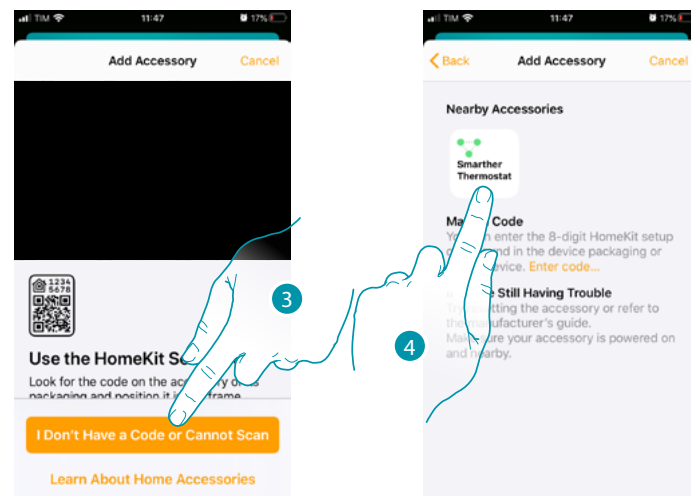 TIM 11:47 17%
Add Accessory Cancel
1234
5678
Use the HomeKit
Look for the code on the
packaging and position it
I Don't Have a Code or Cannot Scan
Learn About Home Accessories
3
TIM 11:47 17%
Back Add Accessory Cancel
Nearby Accessories
Smarther
Thermostat
Code
enter the 8-digit HomeKit setup
in the device packaging or
Enter code...
Still Having Trouble
the accessory or refer to
manufacturer's guide.
your accessory is powered on
and nearby.
4